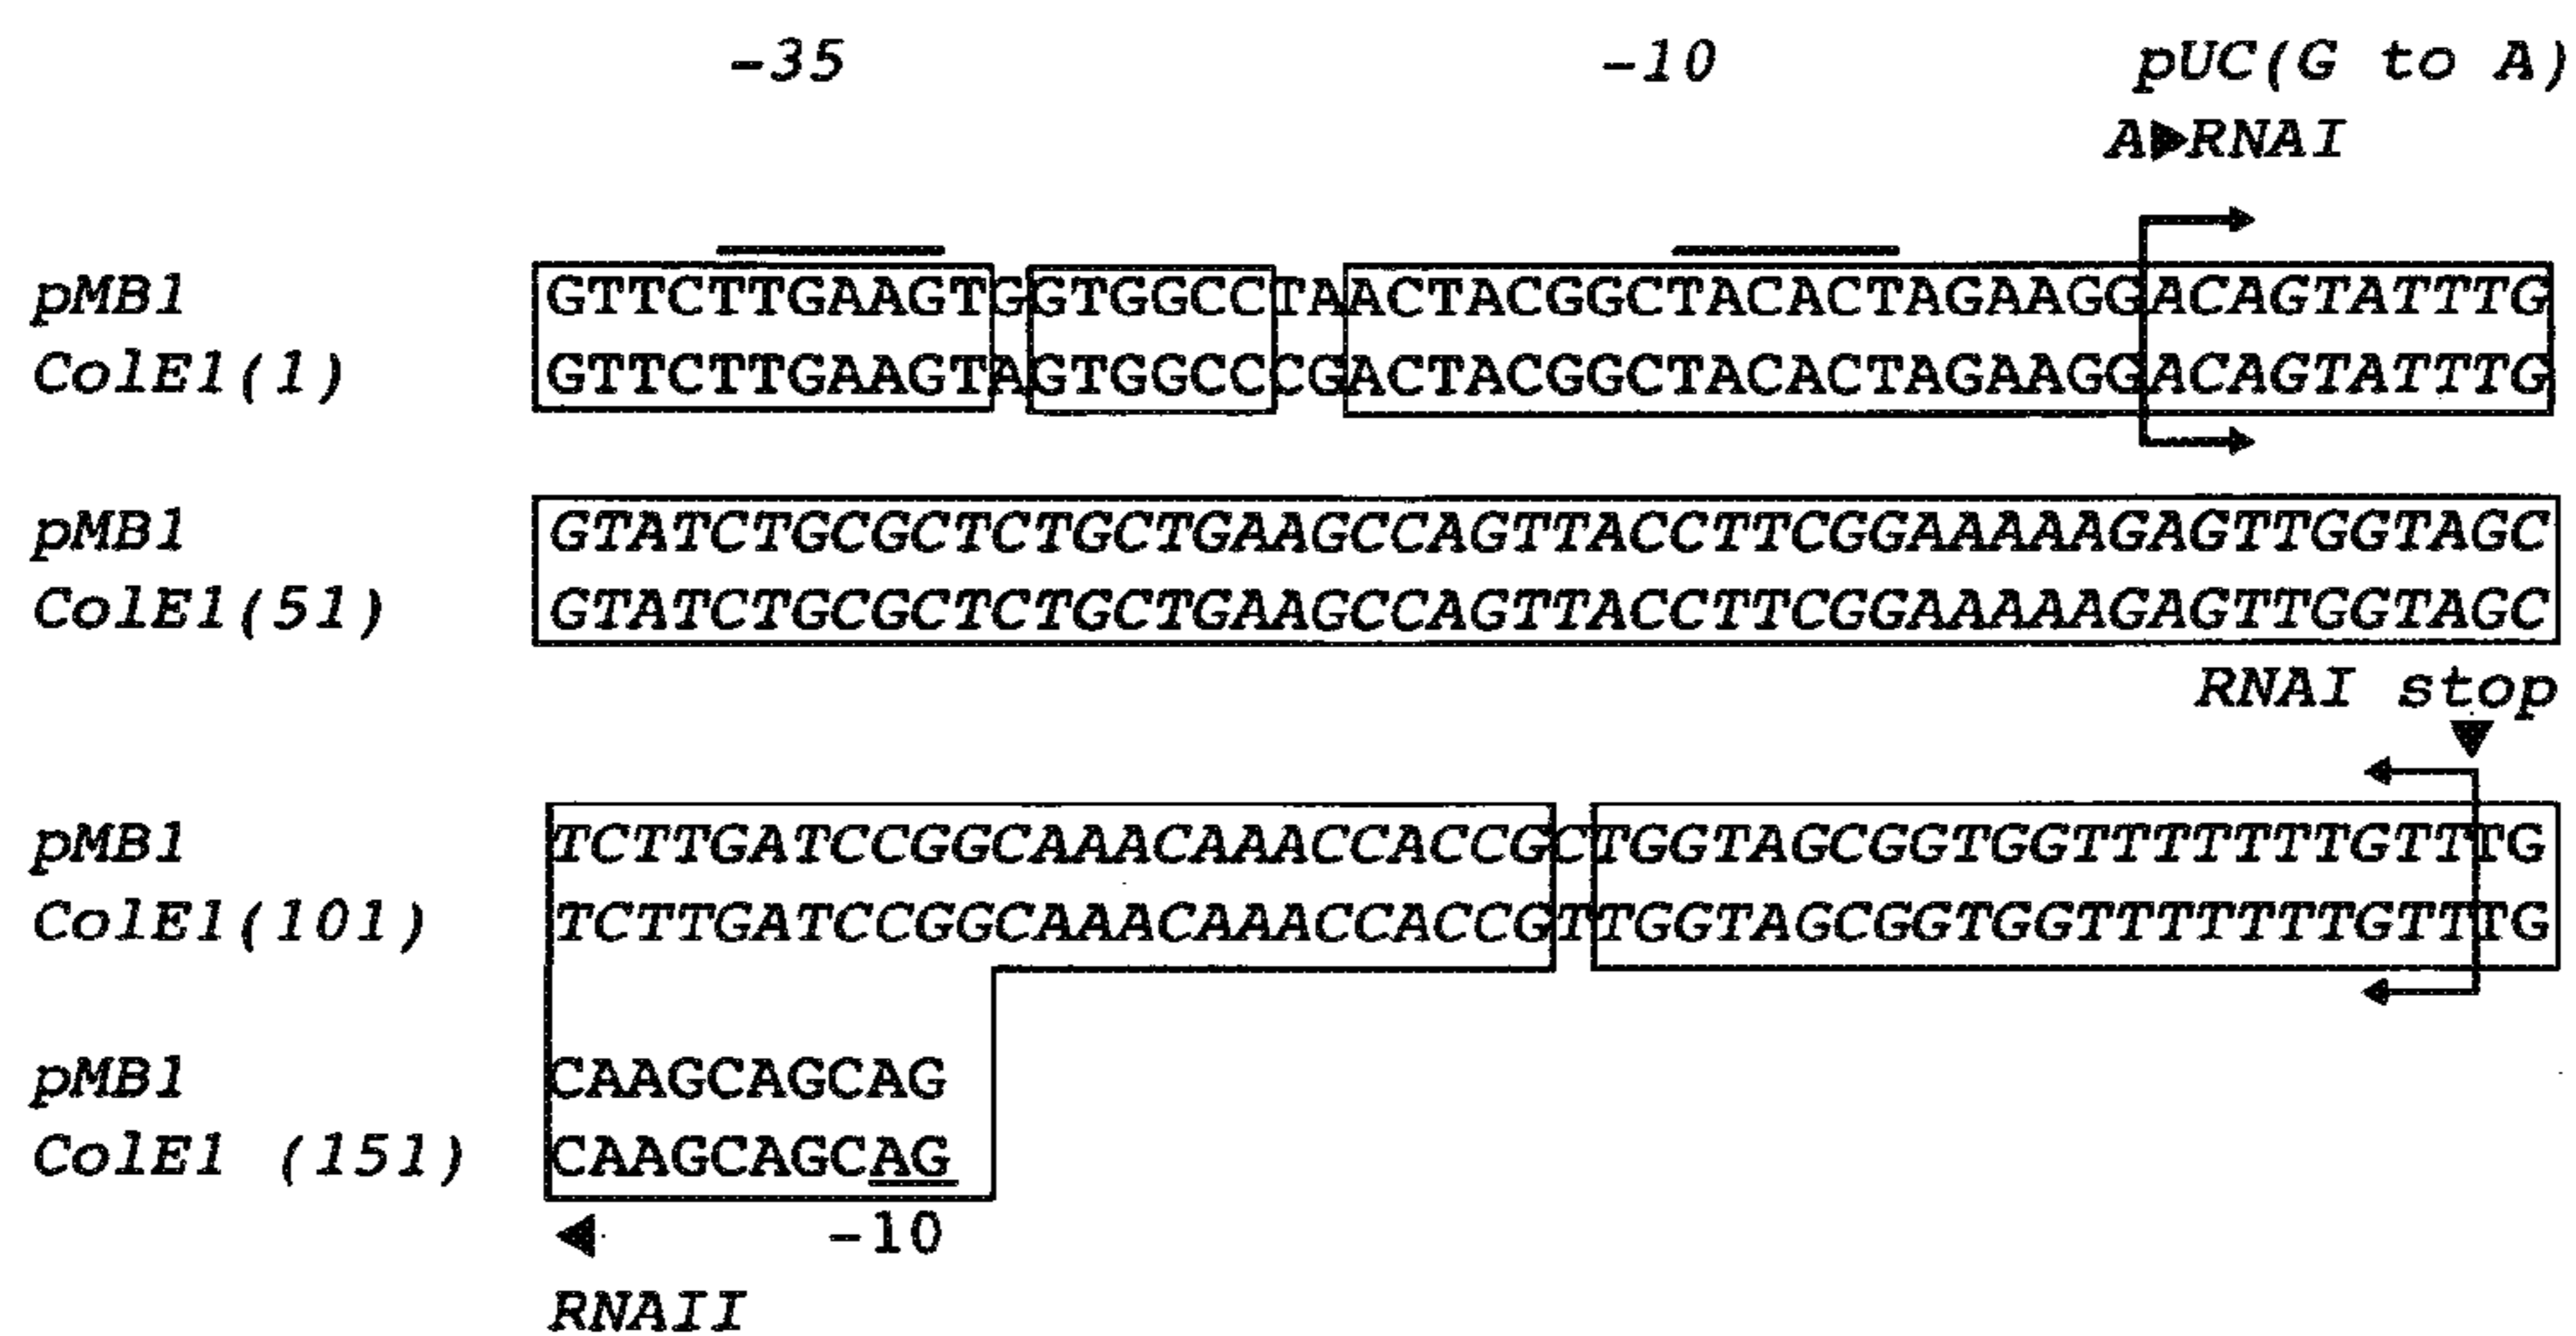 -35 -10 pUC(G to A)
A▶RNAI
pMB1 GTTCTTGAAGTGGTGGCCTAACTACGGCTACACTAGAAGGACAGTATTTG
ColE1(1) GTTCTTGAAGTAGTGGCCCGACTACGGCTACACTAGAAGGACAGTATTTG
pMB1 GTATCTGCGCTCTGCTGAAGCCAGTTACCTTCGGAAAAAGAGTTGGTAGC
ColE1(51) GTATCTGCGCTCTGCTGAAGCCAGTTACCTTCGGAAAAAGAGTTGGTAGC
RNAI stop
pMB1 TCTTGATCCGGCAAACAAACCACCGCTGGTAGCGGTGGTTTTTTTGTTTG
ColE1(101) TCTTGATCCGGCAAACAAACCACCGTTGGTAGCGGTGGTTTTTTTGTTTG
pMB1 CAAGCAGCAG
ColE1 (151) CAAGCAGCAG
◀ -10
RNAII